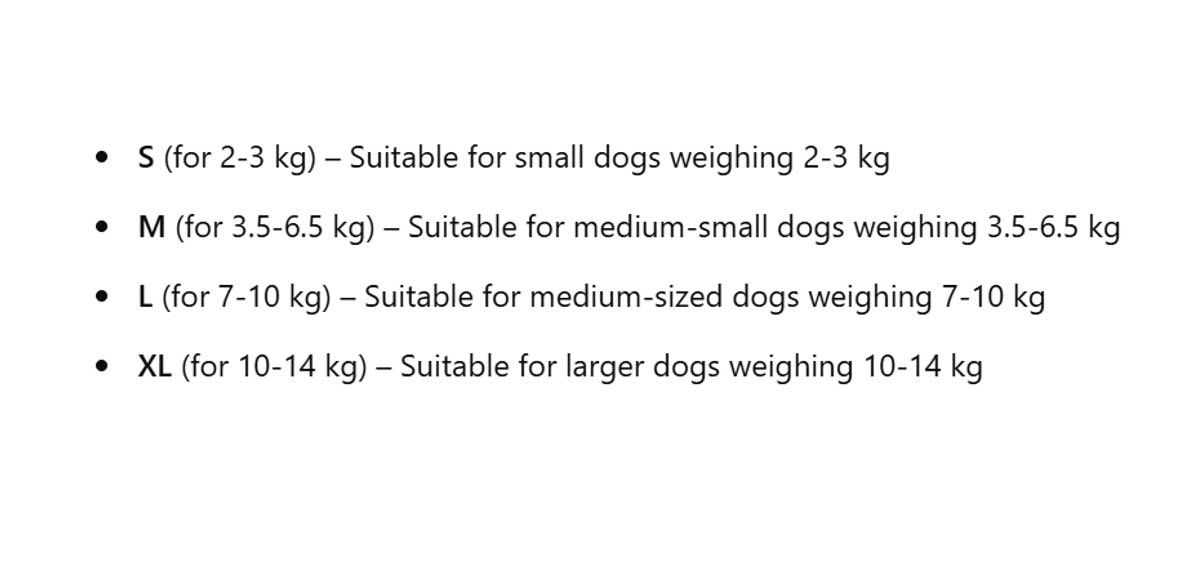 • S (for 2-3 kg) – Suitable for small dogs weighing 2-3 kg
• M (for 3.5-6.5 kg) – Suitable for medium-small dogs weighing 3.5-6.5 kg
• L (for 7-10 kg) – Suitable for medium-sized dogs weighing 7-10 kg
• XL (for 10-14 kg) – Suitable for larger dogs weighing 10-14 kg